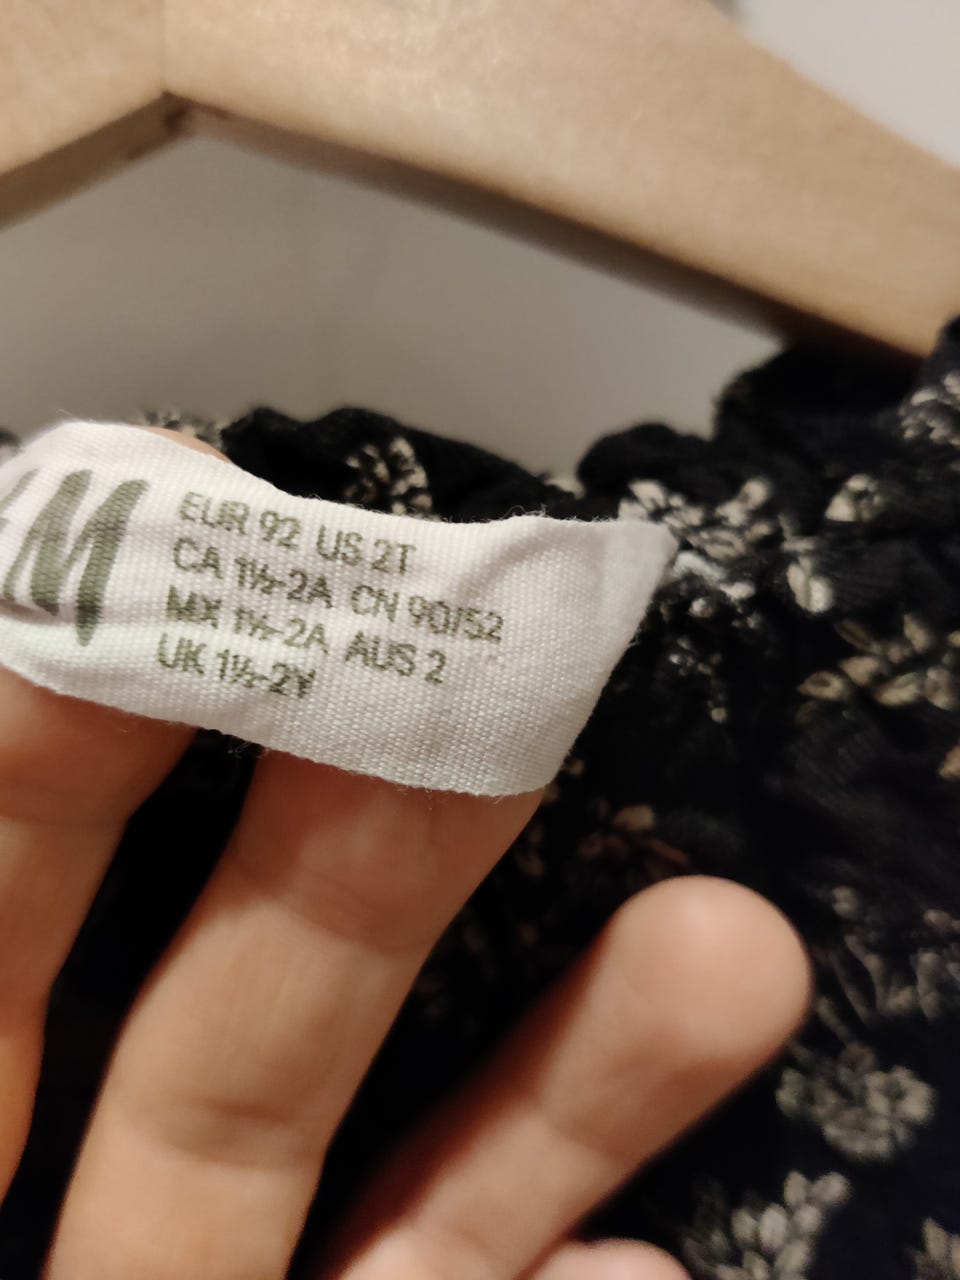 M
EUR 92 US 2T
CA 1½-2A CN 90/52
MX 1½-2A AUS 2
UK 1½-2Y